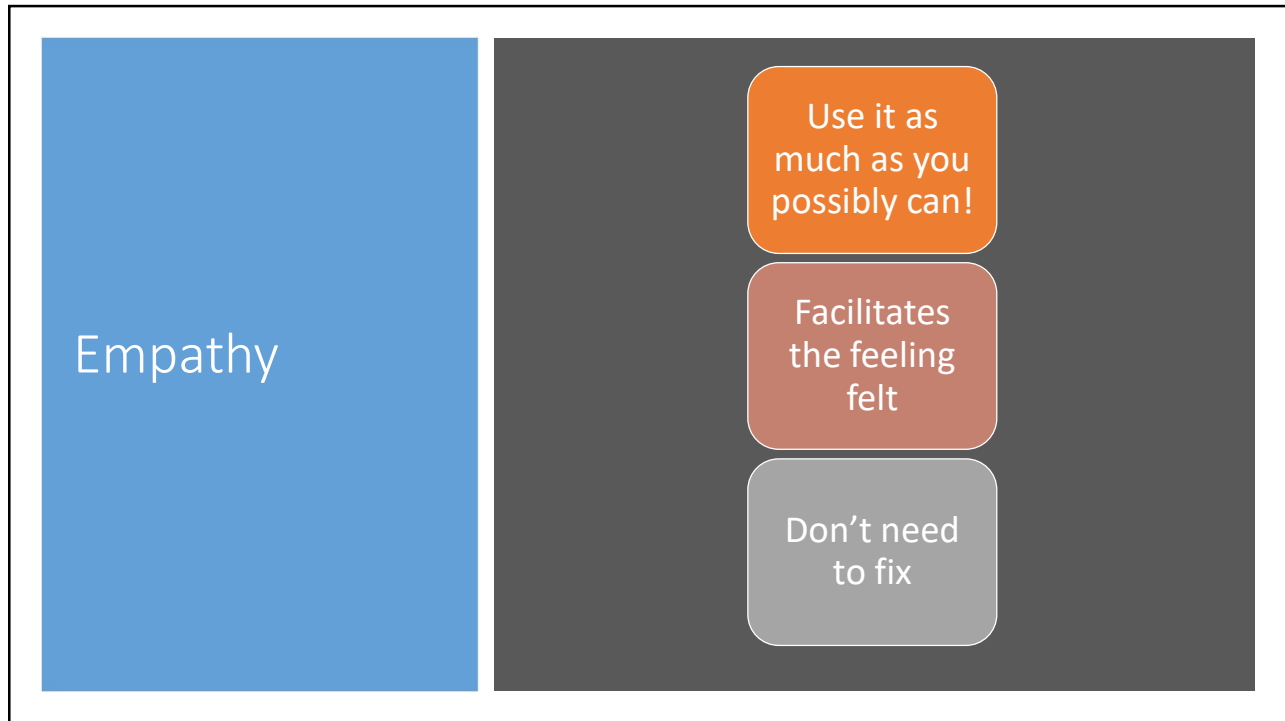 Empathy
Use it as
much as you
possibly can!
Facilitates
the feeling
felt
Don’t need
to fix